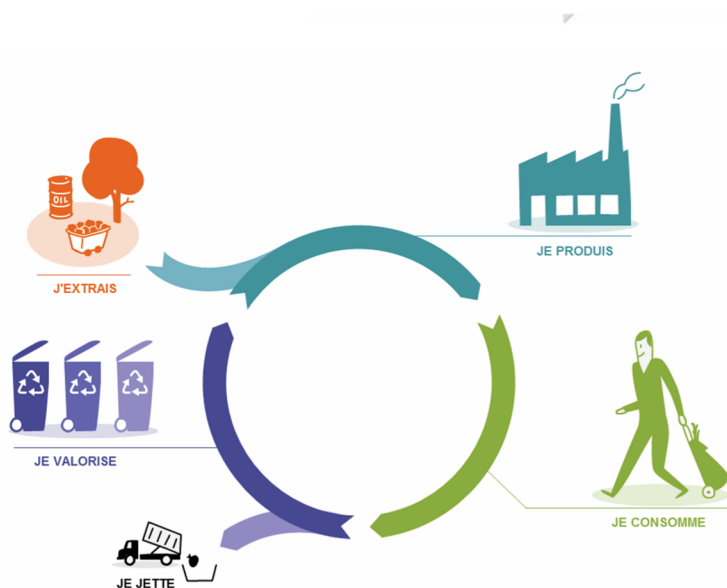 OIL
J'EXTRAIS
JE PRODUIS
JE VALORISE
JE CONSOMME
JE JETTE